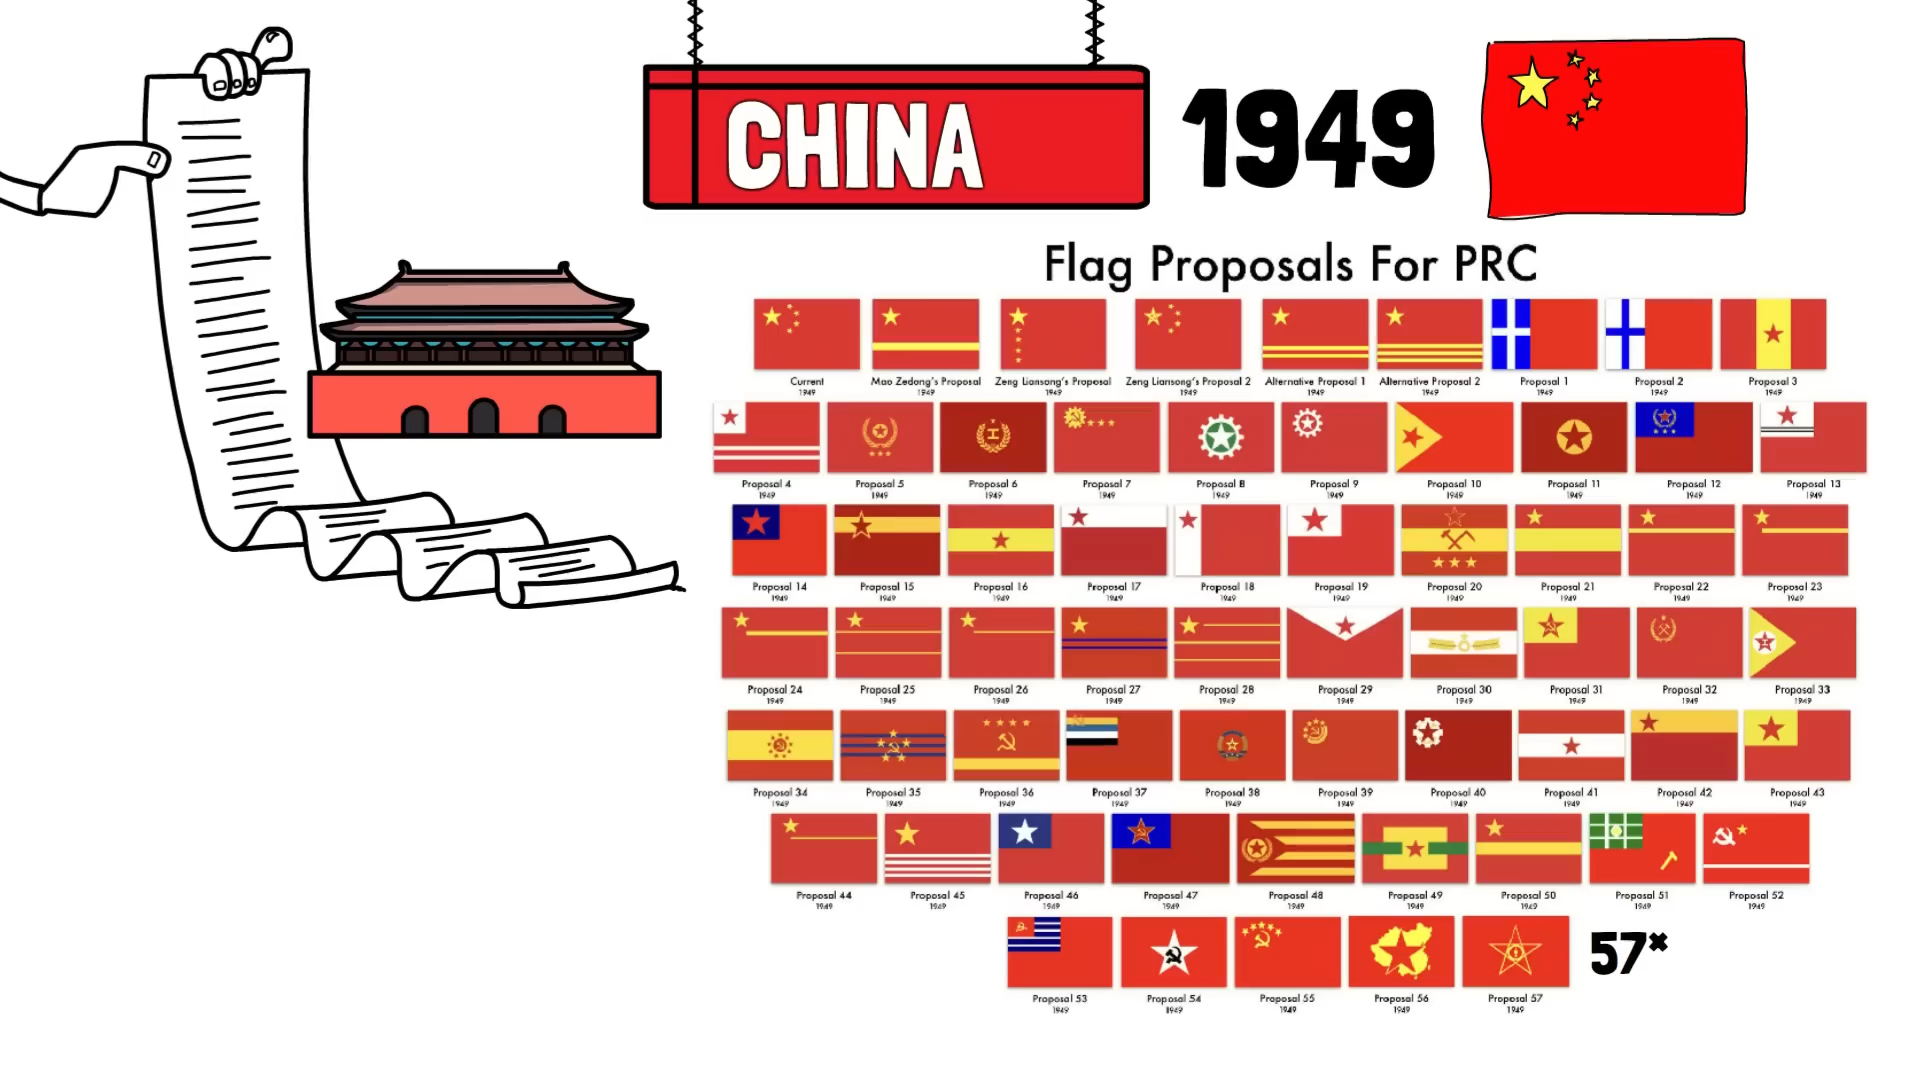 CHINA
1949
Flag Proposals For PRC
Current Mao Zedong's Proposal Zeng Liansong's Proposal Zeng Liansong's Proposal 2 Alternative Proposal 1 Alternative Proposal 2 Proposal 1 Proposal 2 Proposal 3
1949 1949 1949 1949 1949 1949 1949 1949 1949
Proposal 4 Proposal 5 Proposal 6 Proposal 7 Proposal 8 Proposal 9 Proposal 10 Proposal 11 Proposal 12 Proposal 13
1949 1949 1949 1949 1949 1949 1949 1949 1949 1949
Proposal 14 Proposal 15 Proposal 16 Proposal 17 Proposal 18 Proposal 19 Proposal 20 Proposal 21 Proposal 22 Proposal 23
1949 1949 1949 1949 1949 1949 1949 1949 1949 1949
Proposal 24 Proposal 25 Proposal 26 Proposal 27 Proposal 28 Proposal 29 Proposal 30 Proposal 31 Proposal 32 Proposal 33
1949 1949 1949 1949 1949 1949 1949 1949 1949 1949
Proposal 34 Proposal 35 Proposal 36 Proposal 37 Proposal 38 Proposal 39 Proposal 40 Proposal 41 Proposal 42 Proposal 43
1949 1949 1949 1949 1949 1949 1949 1949 1949 1949
Proposal 44 Proposal 45 Proposal 46 Proposal 47 Proposal 48 Proposal 49 Proposal 50 Proposal 51 Proposal 52
1949 1949 1949 1949 1949 1949 1949 1949 1949
57x
Proposal 53 Proposal 54 Proposal 55 Proposal 56 Proposal 57
1949 1949 1949 1949 1949